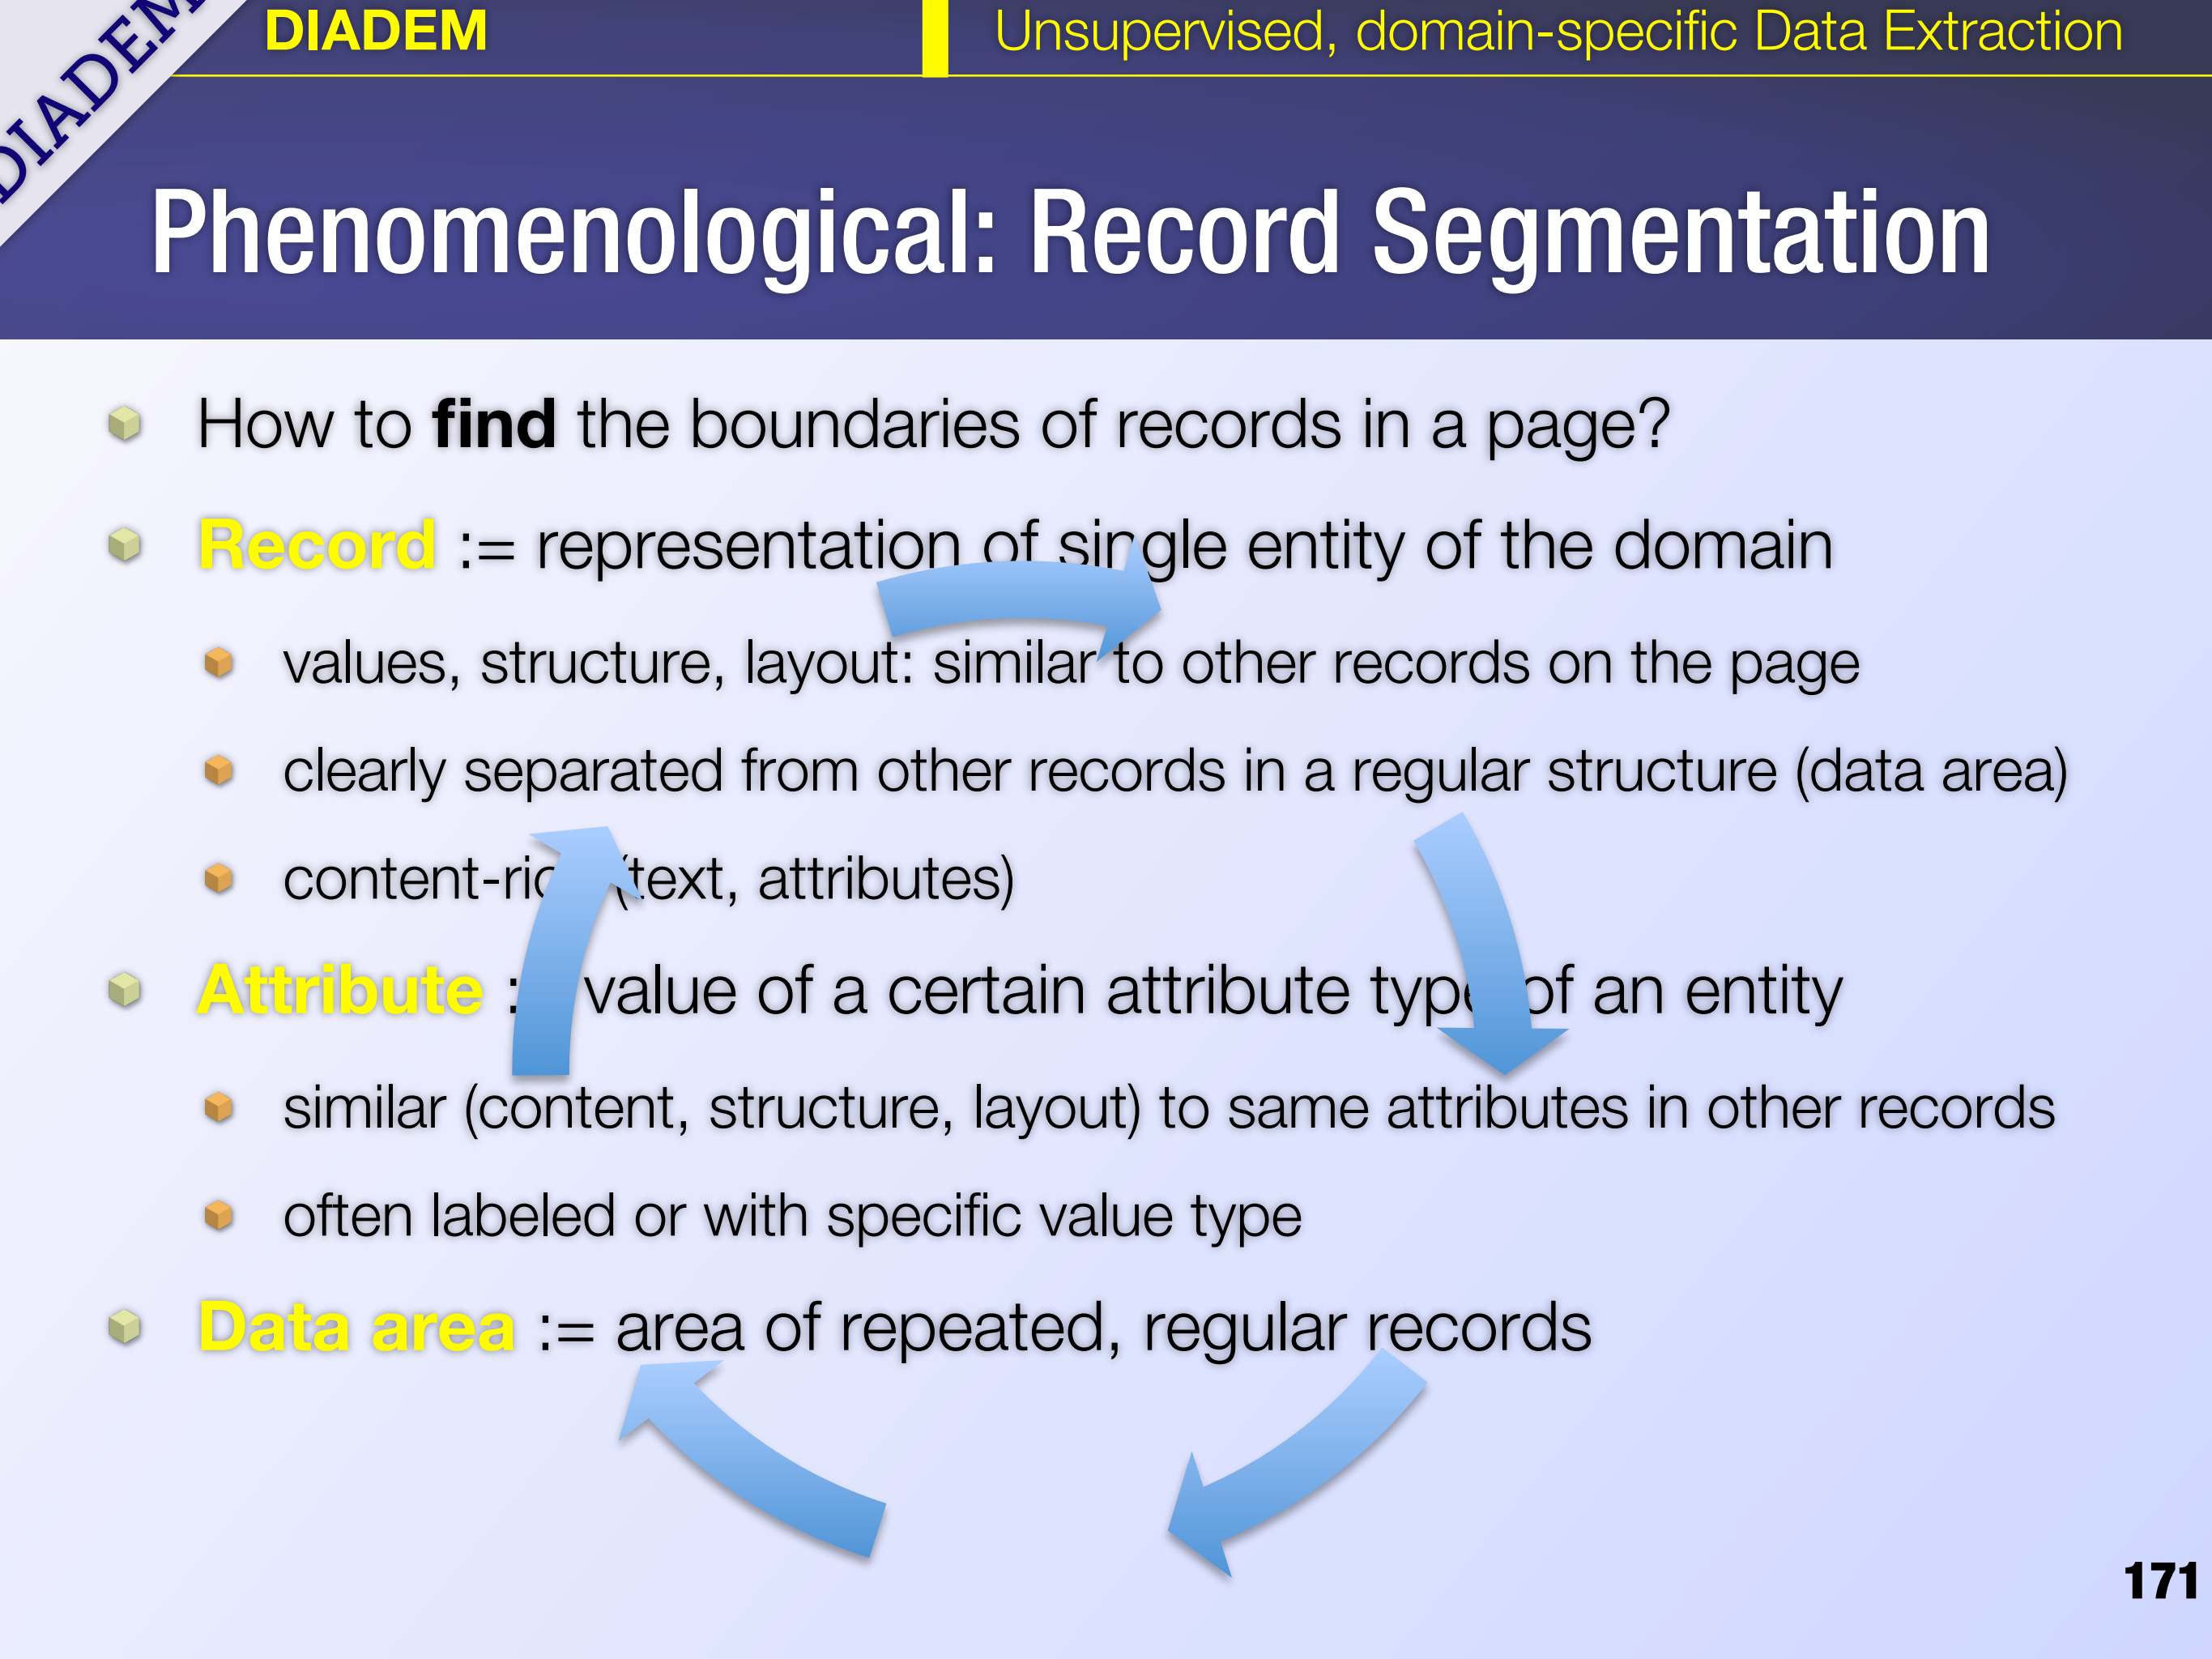 DIADEM
DIADEM
Unsupervised, domain-specific Data Extraction
Phenomenological: Record Segmentation
How to find the boundaries of records in a page?
Record := representation of single entity of the domain
values, structure, layout: similar to other records on the page
clearly separated from other records in a regular structure (data area)
content-rich (text, attributes)
Attribute := value of a certain attribute type of an entity
similar (content, structure, layout) to same attributes in other records
often labeled or with specific value type
Data area := area of repeated, regular records
171